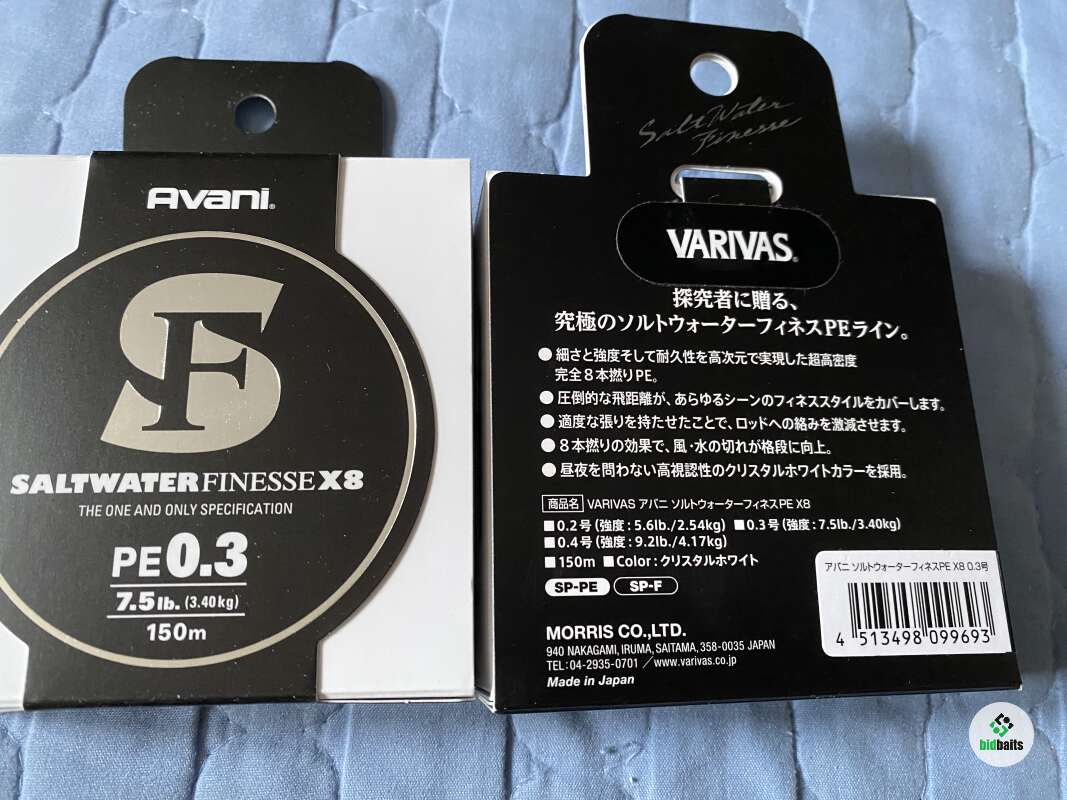 Avani®
SF
SALTWATER FINESSE X8
THE ONE AND ONLY SPECIFICATION
PE 0.3
7.5lb. (3.40kg)
150m
Salt Water
Finesse
VARIVAS®
探究者に贈る、
究極のソルトウォーターフィネスPEライン。
●細さと強度そして耐久性を高次元で実現した超高密度
完全8本撚りPE。
●圧倒的な飛距離が、あらゆるシーンのフィネススタイルをカバーします。
●適度な張りを持たせたことで、ロッドへの絡みを激減させます。
●8本撚りの効果で、風・水の切れが格段に向上。
●昼夜を問わない高視認性のクリスタルホワイトカラーを採用。
商品名 VARIVAS アバニ ソルトウォーターフィネスPE X8
■0.2号(強度:5.6lb./2.54kg) ■0.3号(強度:7.5lb./3.40kg)
■0.4号(強度:9.2lb./4.17kg)
■150m ■Color:クリスタルホワイト
SP-PE SP-F
MORRIS CO.,LTD.
940 NAKAGAMI, IRUMA, SAITAMA, 358-0035 JAPAN
TEL:04-2935-0701 / www.varivas.co.jp
Made in Japan
アバニ ソルトウォーターフィネスPE X8 0.3号
4 513498 099693
bidbaits